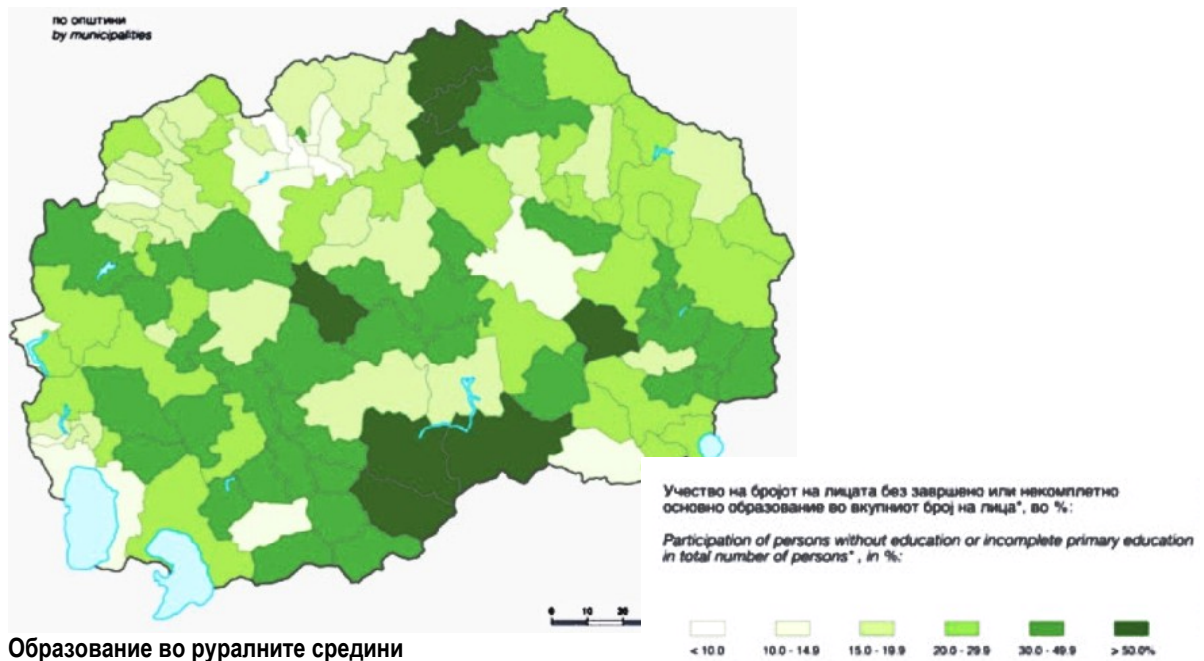 по општини
by municipalities
0 10 20
Учество на бројот на лицата без завршено или некомплетно
основно образование во вкупниот број на лица*, во %:
Participation of persons without education or incomplete primary education
in total number of persons*, in %:
< 10.0 10.0 - 14.9 15.0 - 19.9 20.0 - 29.9 30.0 - 49.9 > 50.0%
Образование во руралните средини